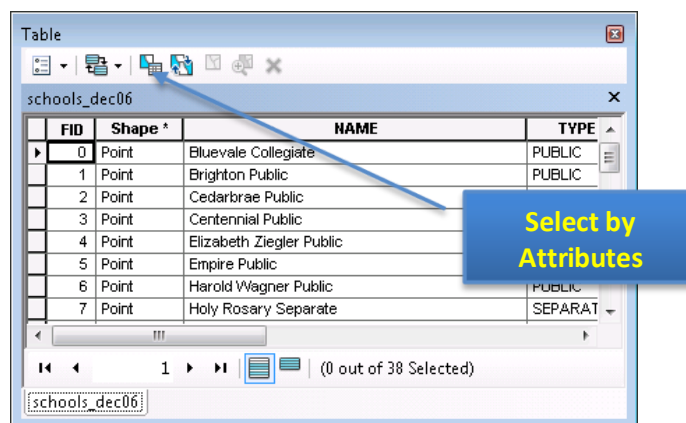 Table
schools_dec06
FID Shape * NAME TYPE
0 Point Bluevale Collegiate PUBLIC
1 Point Brighton Public PUBLIC
2 Point Cedarbrae Public
3 Point Centennial Public
4 Point Elizabeth Ziegler Public
5 Point Empire Public
6 Point Harold Wagner Public PUBLIC
7 Point Holy Rosary Separate SEPARAT
Select by
Attributes
1 (0 out of 38 Selected)
schools_dec06